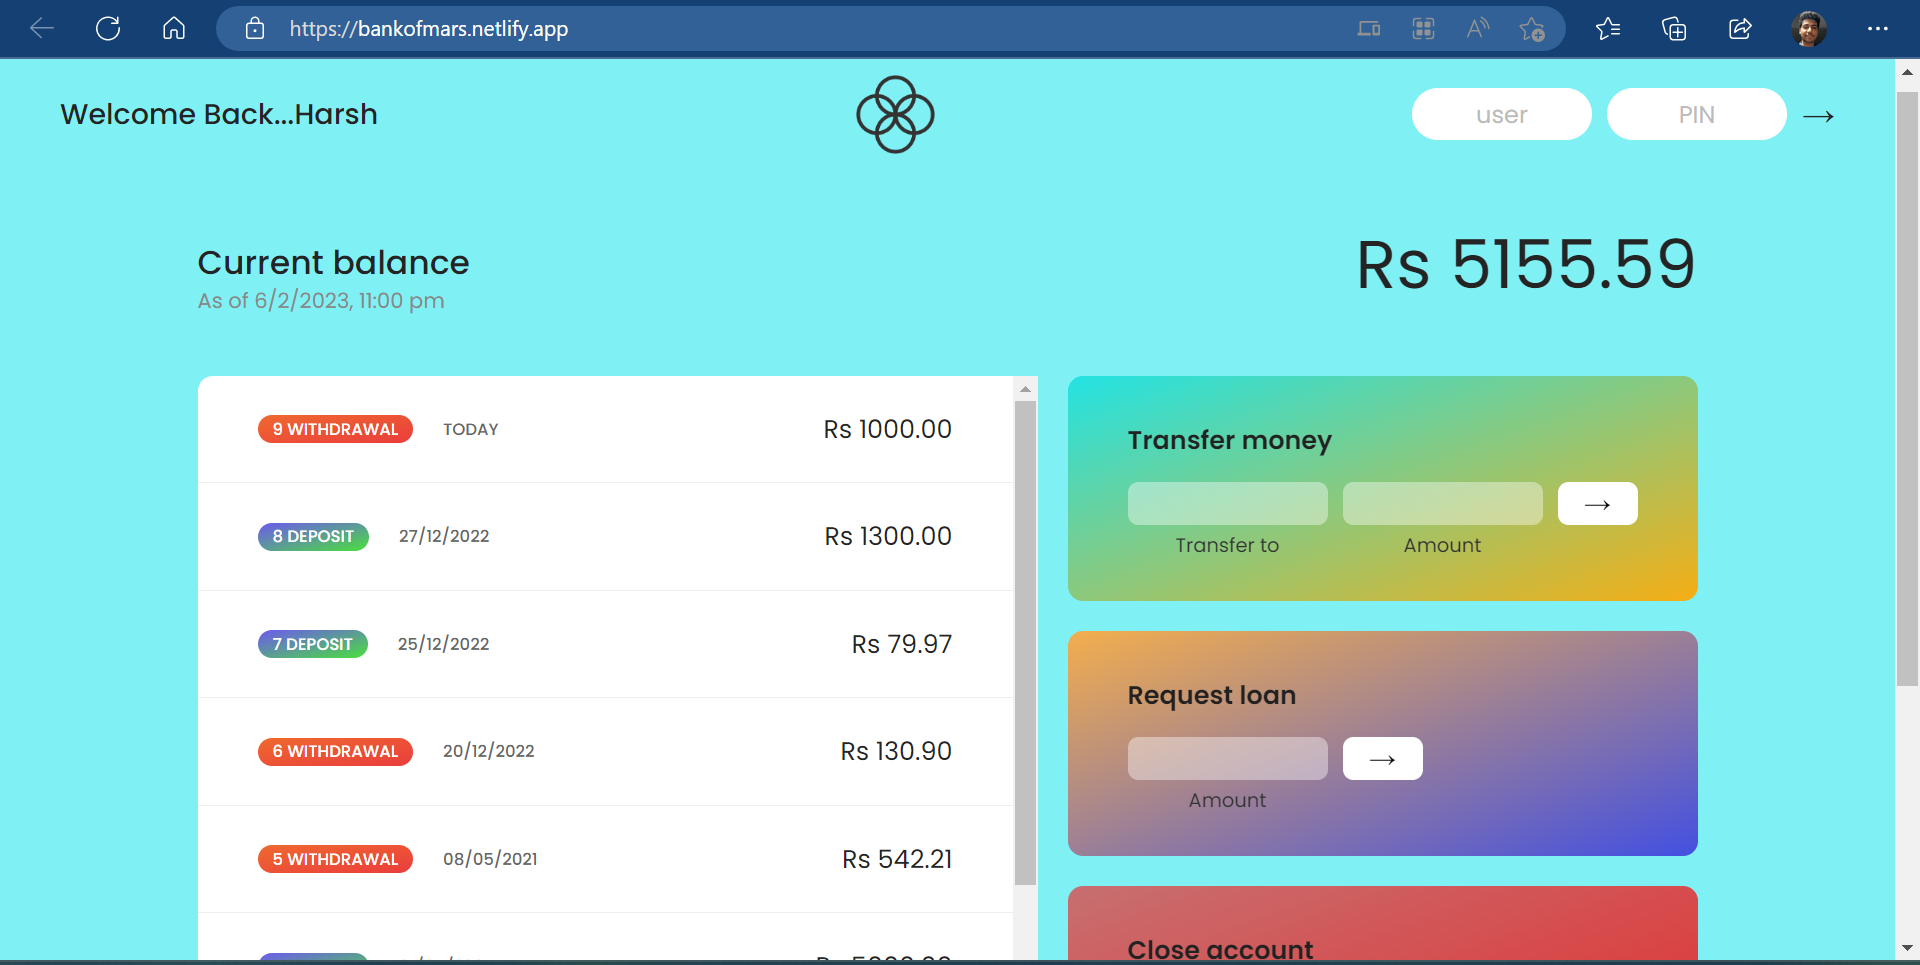 https://bankofmars.netlify.app
Welcome Back...Harsh
user
PIN
→
Current balance
As of 6/2/2023, 11:00 pm
Rs 5155.59
9 WITHDRAWAL TODAY Rs 1000.00
8 DEPOSIT 27/12/2022 Rs 1300.00
7 DEPOSIT 25/12/2022 Rs 79.97
6 WITHDRAWAL 20/12/2022 Rs 130.90
5 WITHDRAWAL 08/05/2021 Rs 542.21
Transfer money
→
Transfer to
Amount
Request loan
→
Amount
Close account